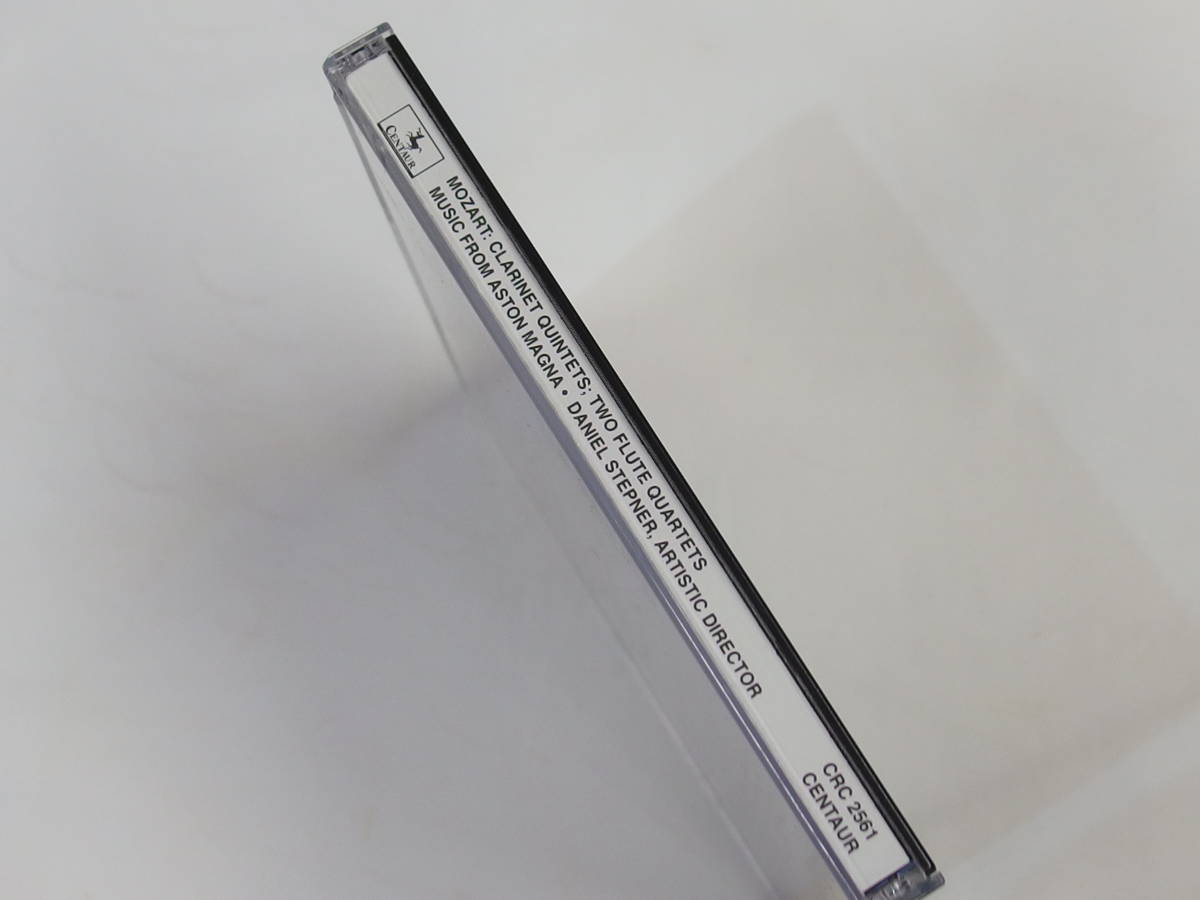 CENTAUR
MOZART: CLARINET QUINTETS; TWO FLUTE QUARTETS
MUSIC FROM ASTON MAGNA • DANIEL STEPNER, ARTISTIC DIRECTOR
CRC 2561
CENTAUR